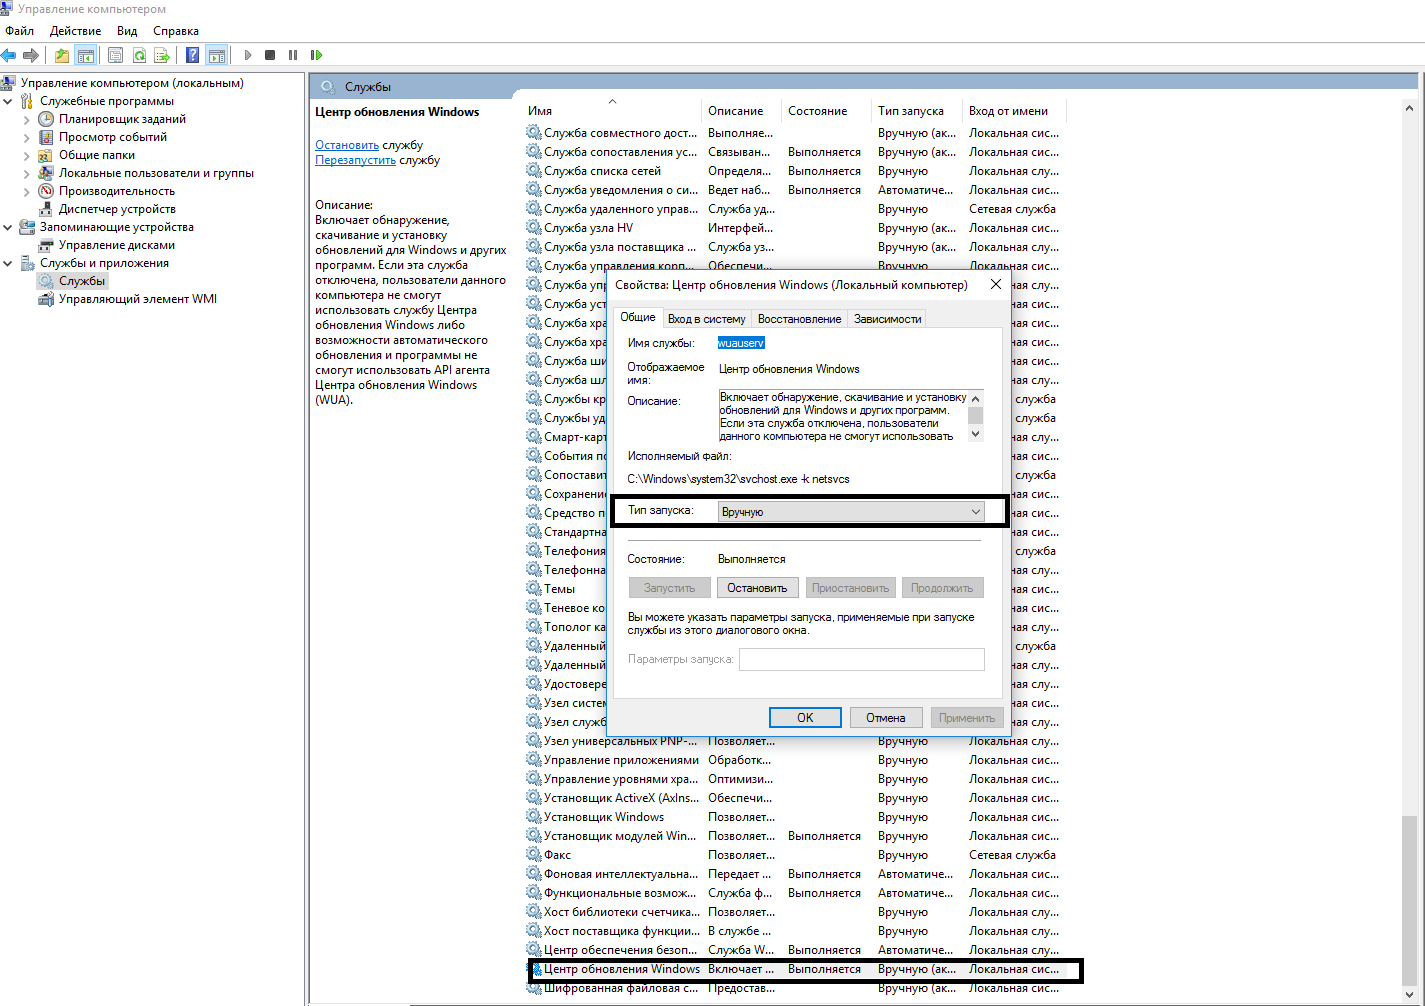 Управление компьютером
Файл Действие Вид Справка
Управление компьютером (локальным)
Служебные программы
Планировщик заданий
Просмотр событий
Общие папки
Локальные пользователи и группы
Производительность
Диспетчер устройств
Запоминающие устройства
Управление дисками
Службы и приложения
Службы
Управляющий элемент WMI
Службы
Центр обновления Windows
Остановить службу
Перезапустить службу
Описание:
Включает обнаружение,
скачивание и установку
обновлений для Windows и других
программ. Если эта служба
отключена, пользователи данного
компьютера не смогут
использовать службу Центра
обновления Windows либо
возможности автоматического
обновления и программы не
смогут использовать API агента
Центра обновления Windows
(WUA).
Имя Описание Состояние Тип запуска Вход от имени
Служба совместного дост... Выполняе... Вручную (ак... Локальная сис...
Служба сопоставления ус... Связыван... Выполняется Вручную (ак... Локальная сис...
Служба списка сетей Определя... Выполняется Вручную Локальная слу...
Служба уведомления о си... Ведет наб... Выполняется Автоматиче... Локальная сис...
Служба удаленного управ... Служба уд... Вручную Сетевая служба
Служба узла HV Интерфей... Вручную (ак... Локальная сис...
Служба узла поставщика ... Служба уз... Вручную (ак... Локальная сис...
Служба управления корп... Обеспечи... Вручную Локальная сис...
Служба упр ная слу...
Служба уст ная сис...
Служба хра ная сис...
Служба хра ная сис...
Служба ши ная сис...
Служба шл ная сис...
Службы кр служба
Службы уд служба
Смарт-карт ная слу...
События по ная сис...
Сопостави служба
Сохранение ная сис...
Средство п ная слу...
Стандартна ная сис...
Телефония служба
Телефонна ная сис...
Темы ная сис...
Теневое ко ная сис...
Тополог ка ная слу...
Удаленный служба
Удаленный ная слу...
Удостовере ная слу...
Узел систем ная сис...
Узел служб ная слу...
Узел универсальных PNP-... Позволяет... Вручную Локальная слу...
Управление приложениями Обработк... Вручную Локальная сис...
Управление уровнями хра... Оптимизи... Вручную Локальная сис...
Установщик ActiveX (AxIns... Обеспечи... Вручную Локальная сис...
Установщик Windows Позволяет... Вручную Локальная сис...
Установщик модулей Win... Позволяет... Выполняется Вручную Локальная сис...
Факс Позволяет... Вручную Сетевая служба
Фоновая интеллектуальна... Передает ... Выполняется Автоматиче... Локальная сис...
Функциональные возмож... Служба ф... Выполняется Автоматиче... Локальная сис...
Хост библиотеки счетчика... Позволяет... Вручную Локальная слу...
Хост поставщика функции... В службе ... Вручную Локальная слу...
Центр обеспечения безоп... Служба W... Выполняется Автоматиче... Локальная слу...
Центр обновления Windows Включает ... Выполняется Вручную (ак... Локальная сис...
Шифрованная файловая с... Предостав... Вручную (ак... Локальная сис...
Свойства: Центр обновления Windows (Локальный компьютер)
Общие Вход в систему Восстановление Зависимости
Имя службы: wuauserv
Отображаемое
имя: Центр обновления Windows
Описание: Включает обнаружение, скачивание и установку
обновлений для Windows и других программ.
Если эта служба отключена, пользователи
данного компьютера не смогут использовать
Исполняемый файл:
C:\Windows\system32\svchost.exe -k netsvcs
Тип запуска: Вручную
Состояние: Выполняется
Запустить Остановить Приостановить Продолжить
Вы можете указать параметры запуска, применяемые при запуске
службы из этого диалогового окна.
Параметры запуска:
OK Отмена Применить